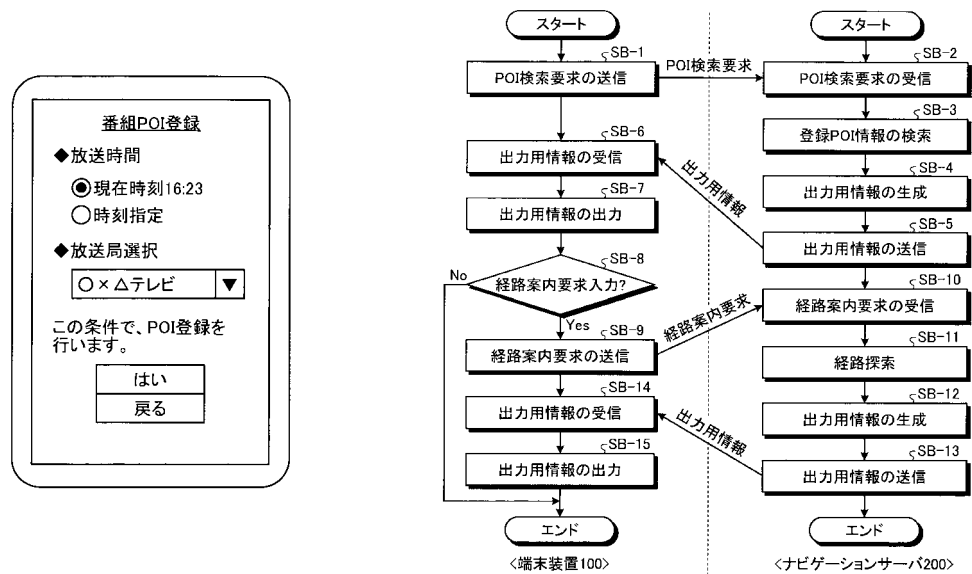 番組POI登録
◆放送時間
◉現在時刻16:23
○時刻指定
◆放送局選択
○×△テレビ ▼
この条件で、POI登録を
行います。
はい
戻る
スタート
SB-1
POI検索要求の送信
POI検索要求
SB-6
出力用情報の受信
出力用情報
SB-7
出力用情報の出力
SB-8
経路案内要求入力?
No
Yes
SB-9
経路案内要求の送信
経路案内要求
SB-14
出力用情報の受信
出力用情報
SB-15
出力用情報の出力
エンド
<端末装置100>
スタート
SB-2
POI検索要求の受信
SB-3
登録POI情報の検索
SB-4
出力用情報の生成
SB-5
出力用情報の送信
SB-10
経路案内要求の受信
SB-11
経路探索
SB-12
出力用情報の生成
SB-13
出力用情報の送信
エンド
<ナビゲーションサーバ200>